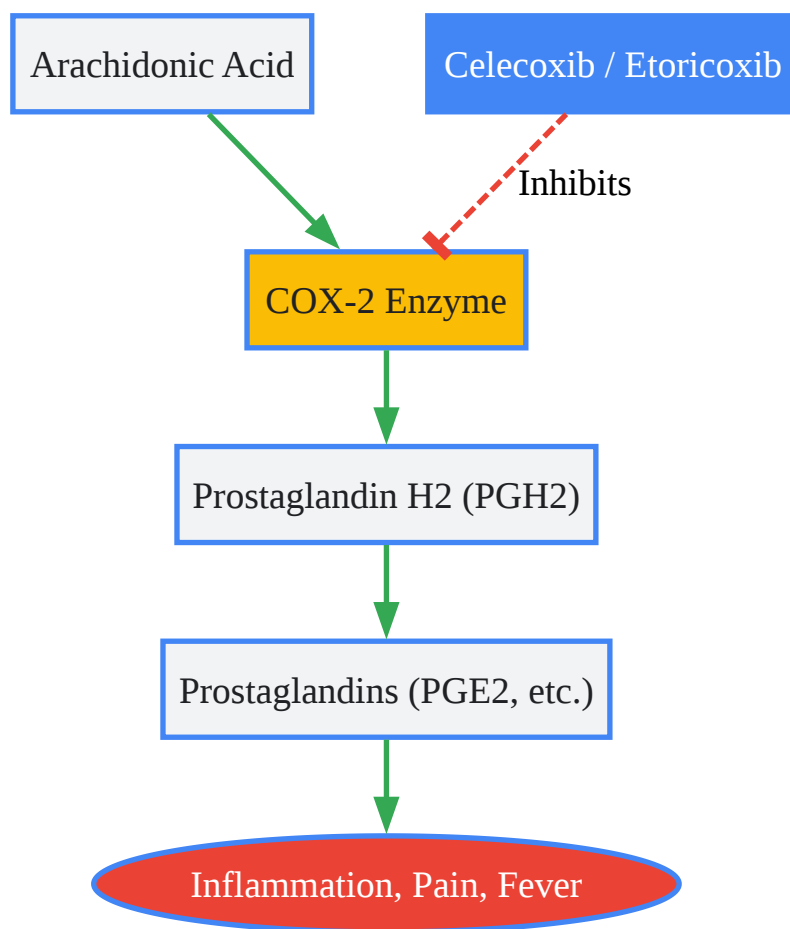 Arachidonic Acid
Celecoxib / Etoricoxib
Inhibits
COX-2 Enzyme
Prostaglandin H2 (PGH2)
Prostaglandins (PGE2, etc.)
Inflammation, Pain, Fever